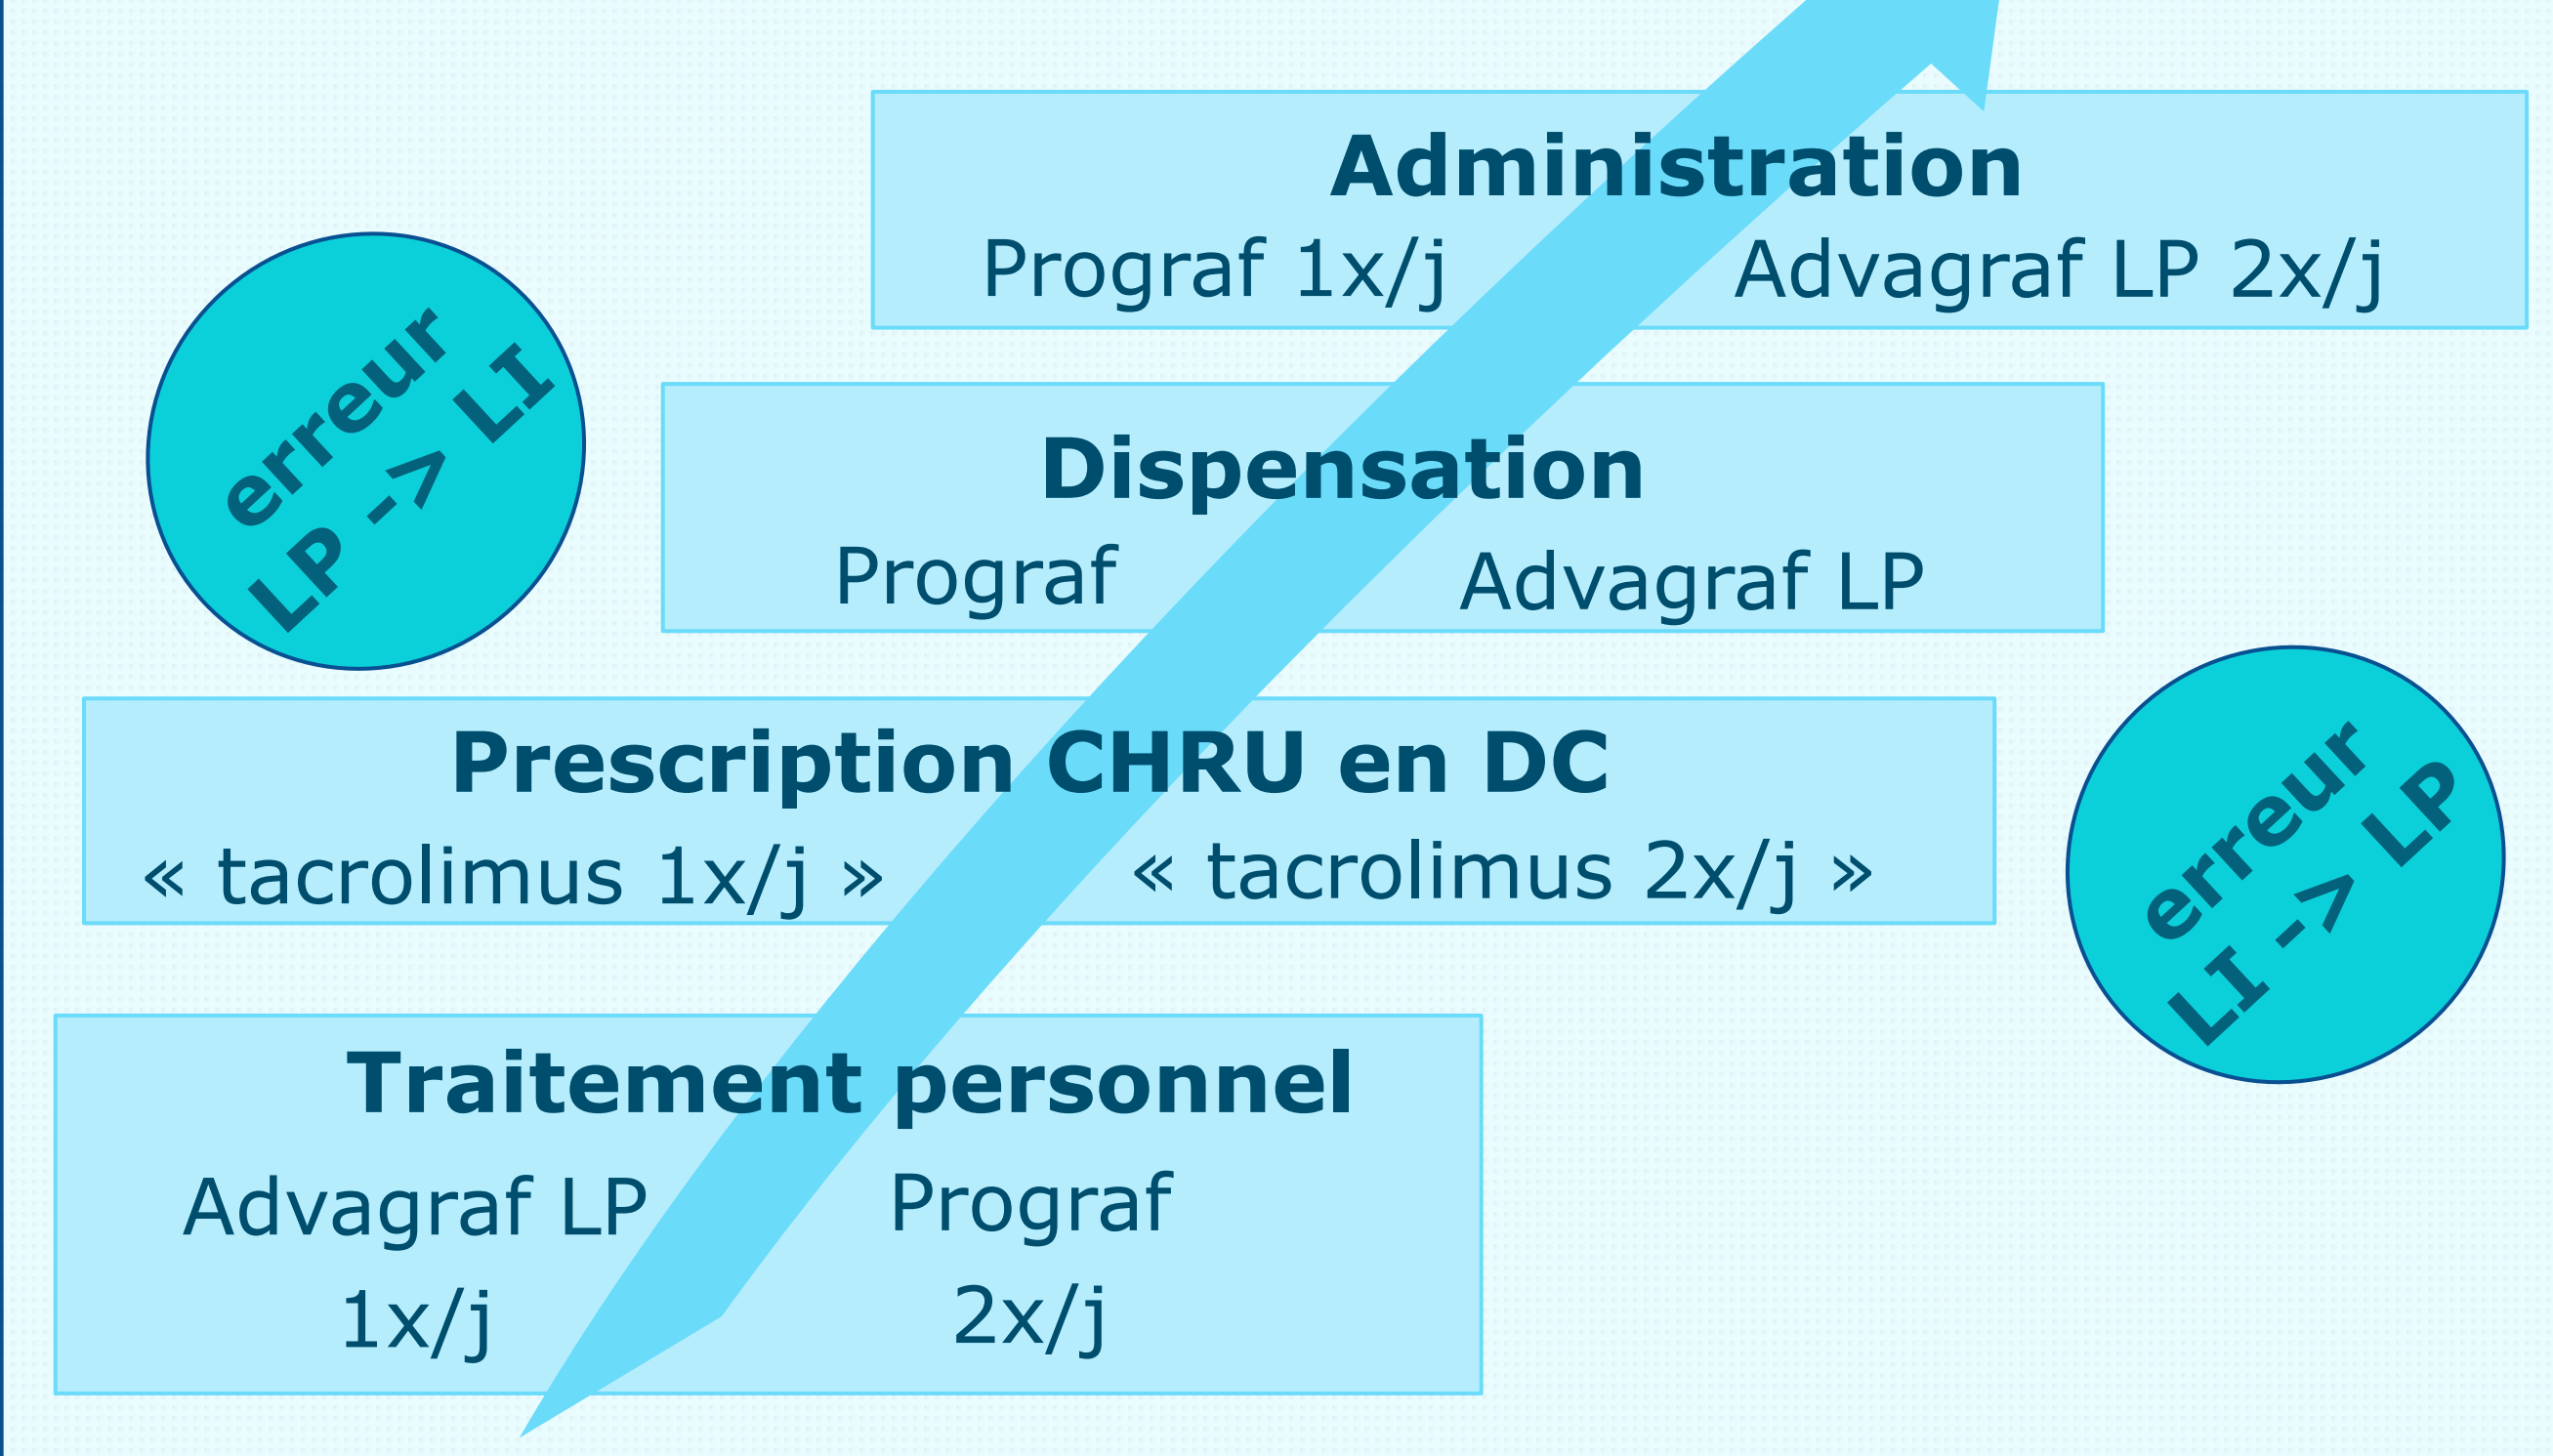 Administration
Prograf 1x/j
Advagraf LP 2x/j
erreur
LP -> LI
Dispensation
Prograf
Advagraf LP
Prescription CHRU en DC
« tacrolimus 1x/j »
« tacrolimus 2x/j »
erreur
LI -> LP
Traitement personnel
Advagraf LP
1x/j
Prograf
2x/j